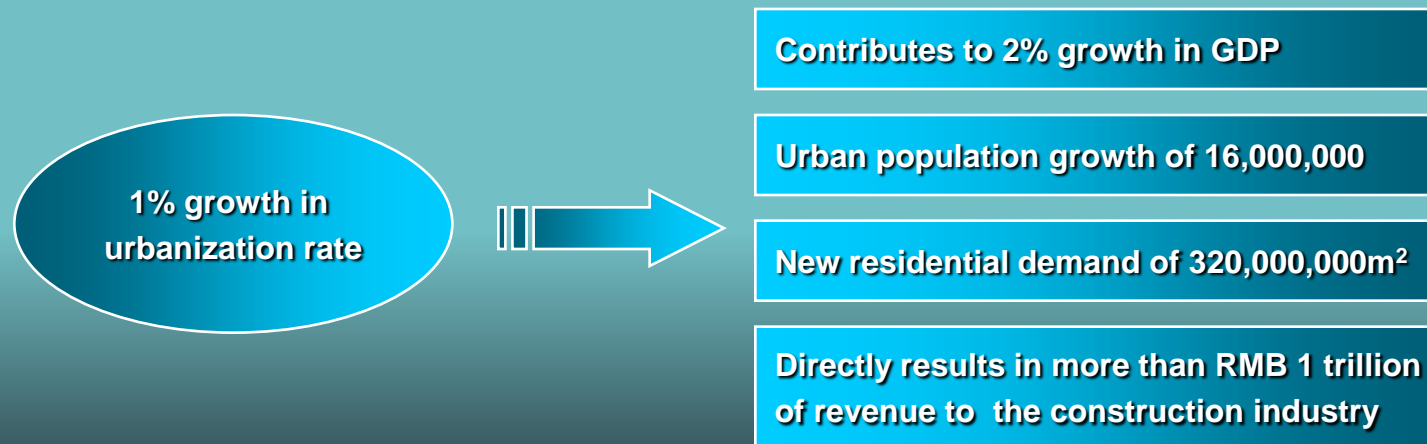 1% growth in
urbanization rate
Contributes to 2% growth in GDP
Urban population growth of 16,000,000
New residential demand of 320,000,000m²
Directly results in more than RMB 1 trillion
of revenue to  the construction industry